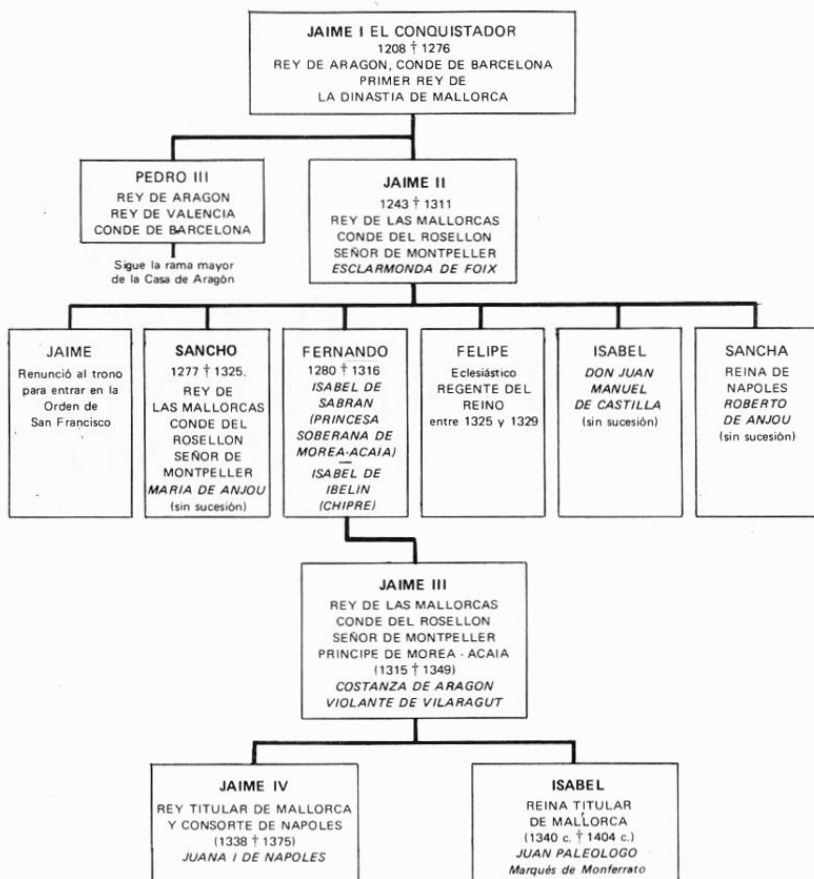 JAIME I EL CONQUISTADOR
1208 † 1276
REY DE ARAGON, CONDE DE BARCELONA
PRIMER REY DE
LA DINASTIA DE MALLORCA
PEDRO III
REY DE ARAGON
REY DE VALENCIA
CONDE DE BARCELONA
Sigue la rama mayor
de la Casa de Aragón
JAIME II
1243 † 1311
REY DE LAS MALLORCAS
CONDE DEL ROSELLON
SEÑOR DE MONTPELLER
ESCLARMONDA DE FOIX
JAIME
Renunció al trono
para entrar en la
Orden de
San Francisco
SANCHO
1277 † 1325.
REY DE
LAS MALLORCAS
CONDE DEL
ROSELLON
SEÑOR DE
MONTPELLER
MARIA DE ANJOU
(sin sucesión)
FERNANDO
1280 † 1316
ISABEL DE
SABRAN
(PRINCESA
SOBERANA DE
MOREA-ACAIA)
—
ISABEL DE
IBELIN
(CHIPRE)
FELIPE
Eclesiástico
REGENTE DEL
REINO
entre 1325 y 1329
ISABEL
DON JUAN
MANUEL
DE CASTILLA
(sin sucesión)
SANCHA
REINA DE
NAPOLES
ROBERTO
DE ANJOU
(sin sucesión)
JAIME III
REY DE LAS MALLORCAS
CONDE DEL ROSELLON
SEÑOR DE MONTPELLER
PRINCIPE DE MOREA - ACAIA
(1315 † 1349)
COSTANZA DE ARAGON
VIOLANTE DE VILARAGUT
JAIME IV
REY TITULAR DE MALLORCA
Y CONSORTE DE NAPOLES
(1338 † 1375)
JUANA I DE NAPOLES
ISABEL
REINA TITULAR
DE MALLORCA
(1340 c. † 1404 c.)
JUAN PALEOLOGO
Marqués de Monferrato